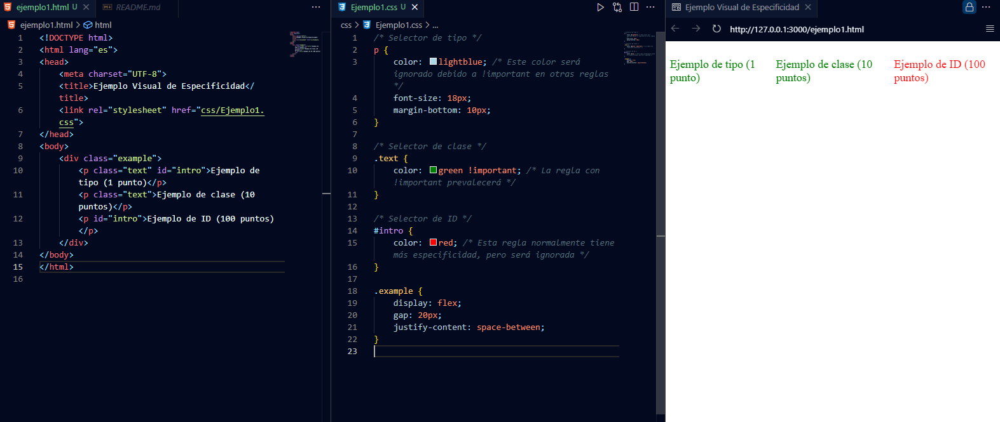 ejemplo1.html U
README.md
ejemplo1.html > html
1 <!DOCTYPE html>
2 <html lang="es">
3 <head>
4 <meta charset="UTF-8">
5 <title>Ejemplo Visual de Especificidad</
title>
6 <link rel="stylesheet" href="css/Ejemplo1.
css">
7 </head>
8 <body>
9 <div class="example">
10 <p class="text" id="intro">Ejemplo de
tipo (1 punto)</p>
11 <p class="text">Ejemplo de clase (10
puntos)</p>
12 <p id="intro">Ejemplo de ID (100 puntos)
</p>
13 </div>
14 </body>
15 </html>
16
Ejemplo1.css U
css > Ejemplo1.css > ...
1 /* Selector de tipo */
2 p {
3 color: lightblue; /* Este color será
ignorado debido a !important en otras reglas
*/
4 font-size: 18px;
5 margin-bottom: 10px;
6 }
7
8 /* Selector de clase */
9 .text {
10 color: green !important; /* La regla con
!important prevalecerá */
11 }
12
13 /* Selector de ID */
14 #intro {
15 color: red; /* Esta regla normalmente tiene
más especificidad, pero será ignorada */
16 }
17
18 .example {
19 display: flex;
20 gap: 20px;
21 justify-content: space-between;
22 }
23
Ejemplo Visual de Especificidad
http://127.0.0.1:3000/ejemplo1.html
Ejemplo de tipo (1
punto)
Ejemplo de clase (10
puntos)
Ejemplo de ID (100
puntos)